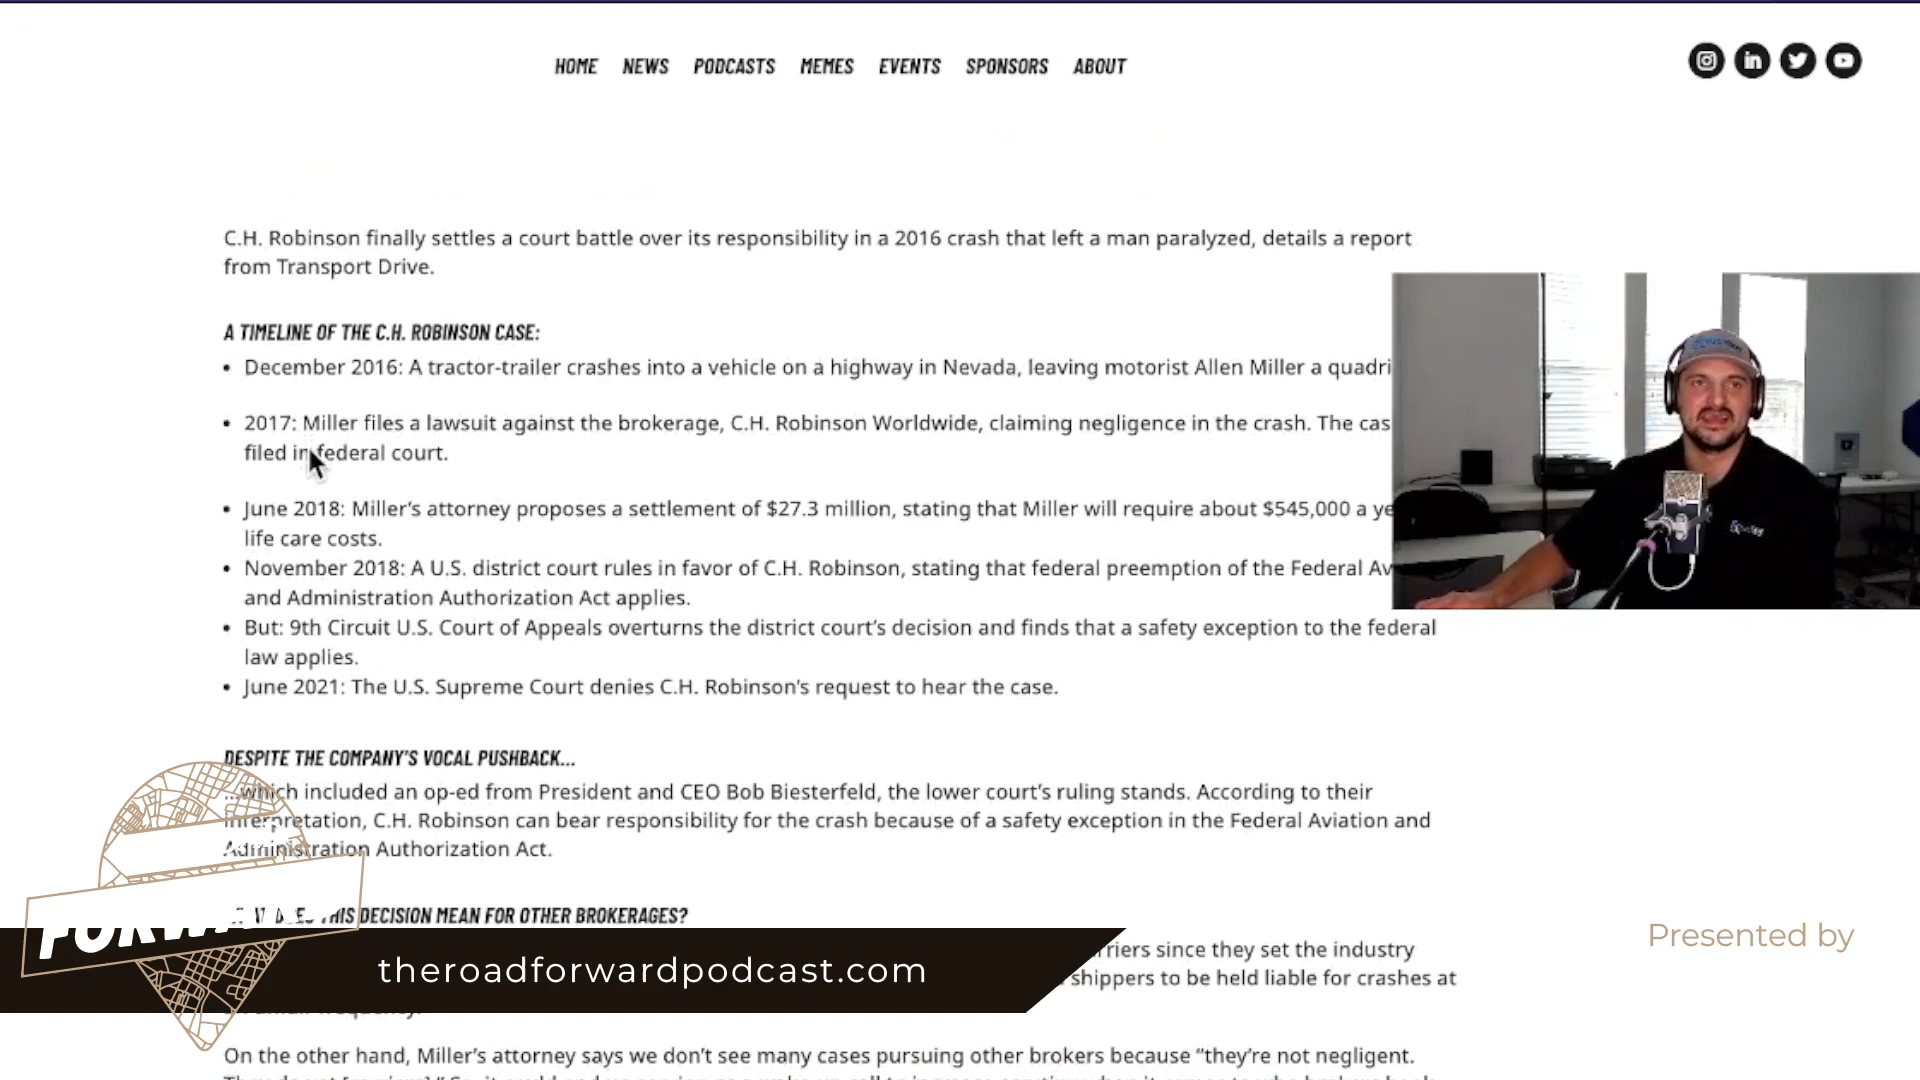 HOME NEWS PODCASTS MEMES EVENTS SPONSORS ABOUT
C.H. Robinson finally settles a court battle over its responsibility in a 2016 crash that left a man paralyzed, details a report
from Transport Drive.
A TIMELINE OF THE C.H. ROBINSON CASE:
• December 2016: A tractor-trailer crashes into a vehicle on a highway in Nevada, leaving motorist Allen Miller a quadri
• 2017: Miller files a lawsuit against the brokerage, C.H. Robinson Worldwide, claiming negligence in the crash. The cas
filed in federal court.
• June 2018: Miller’s attorney proposes a settlement of $27.3 million, stating that Miller will require about $545,000 a ye
life care costs.
• November 2018: A U.S. district court rules in favor of C.H. Robinson, stating that federal preemption of the Federal Av
and Administration Authorization Act applies.
• But: 9th Circuit U.S. Court of Appeals overturns the district court’s decision and finds that a safety exception to the federal
law applies.
• June 2021: The U.S. Supreme Court denies C.H. Robinson’s request to hear the case.
DESPITE THE COMPANY’S VOCAL PUSHBACK...
...which included an op-ed from President and CEO Bob Biesterfeld, the lower court’s ruling stands. According to their
interpretation, C.H. Robinson can bear responsibility for the crash because of a safety exception in the Federal Aviation and
Administration Authorization Act.
THIS DECISION MEAN FOR OTHER BROKERAGES?
rriers since they set the industry
shippers to be held liable for crashes at
On the other hand, Miller’s attorney says we don’t see many cases pursuing other brokers because “they’re not negligent.
FORWA
theroadforwardpodcast.com
Presented by